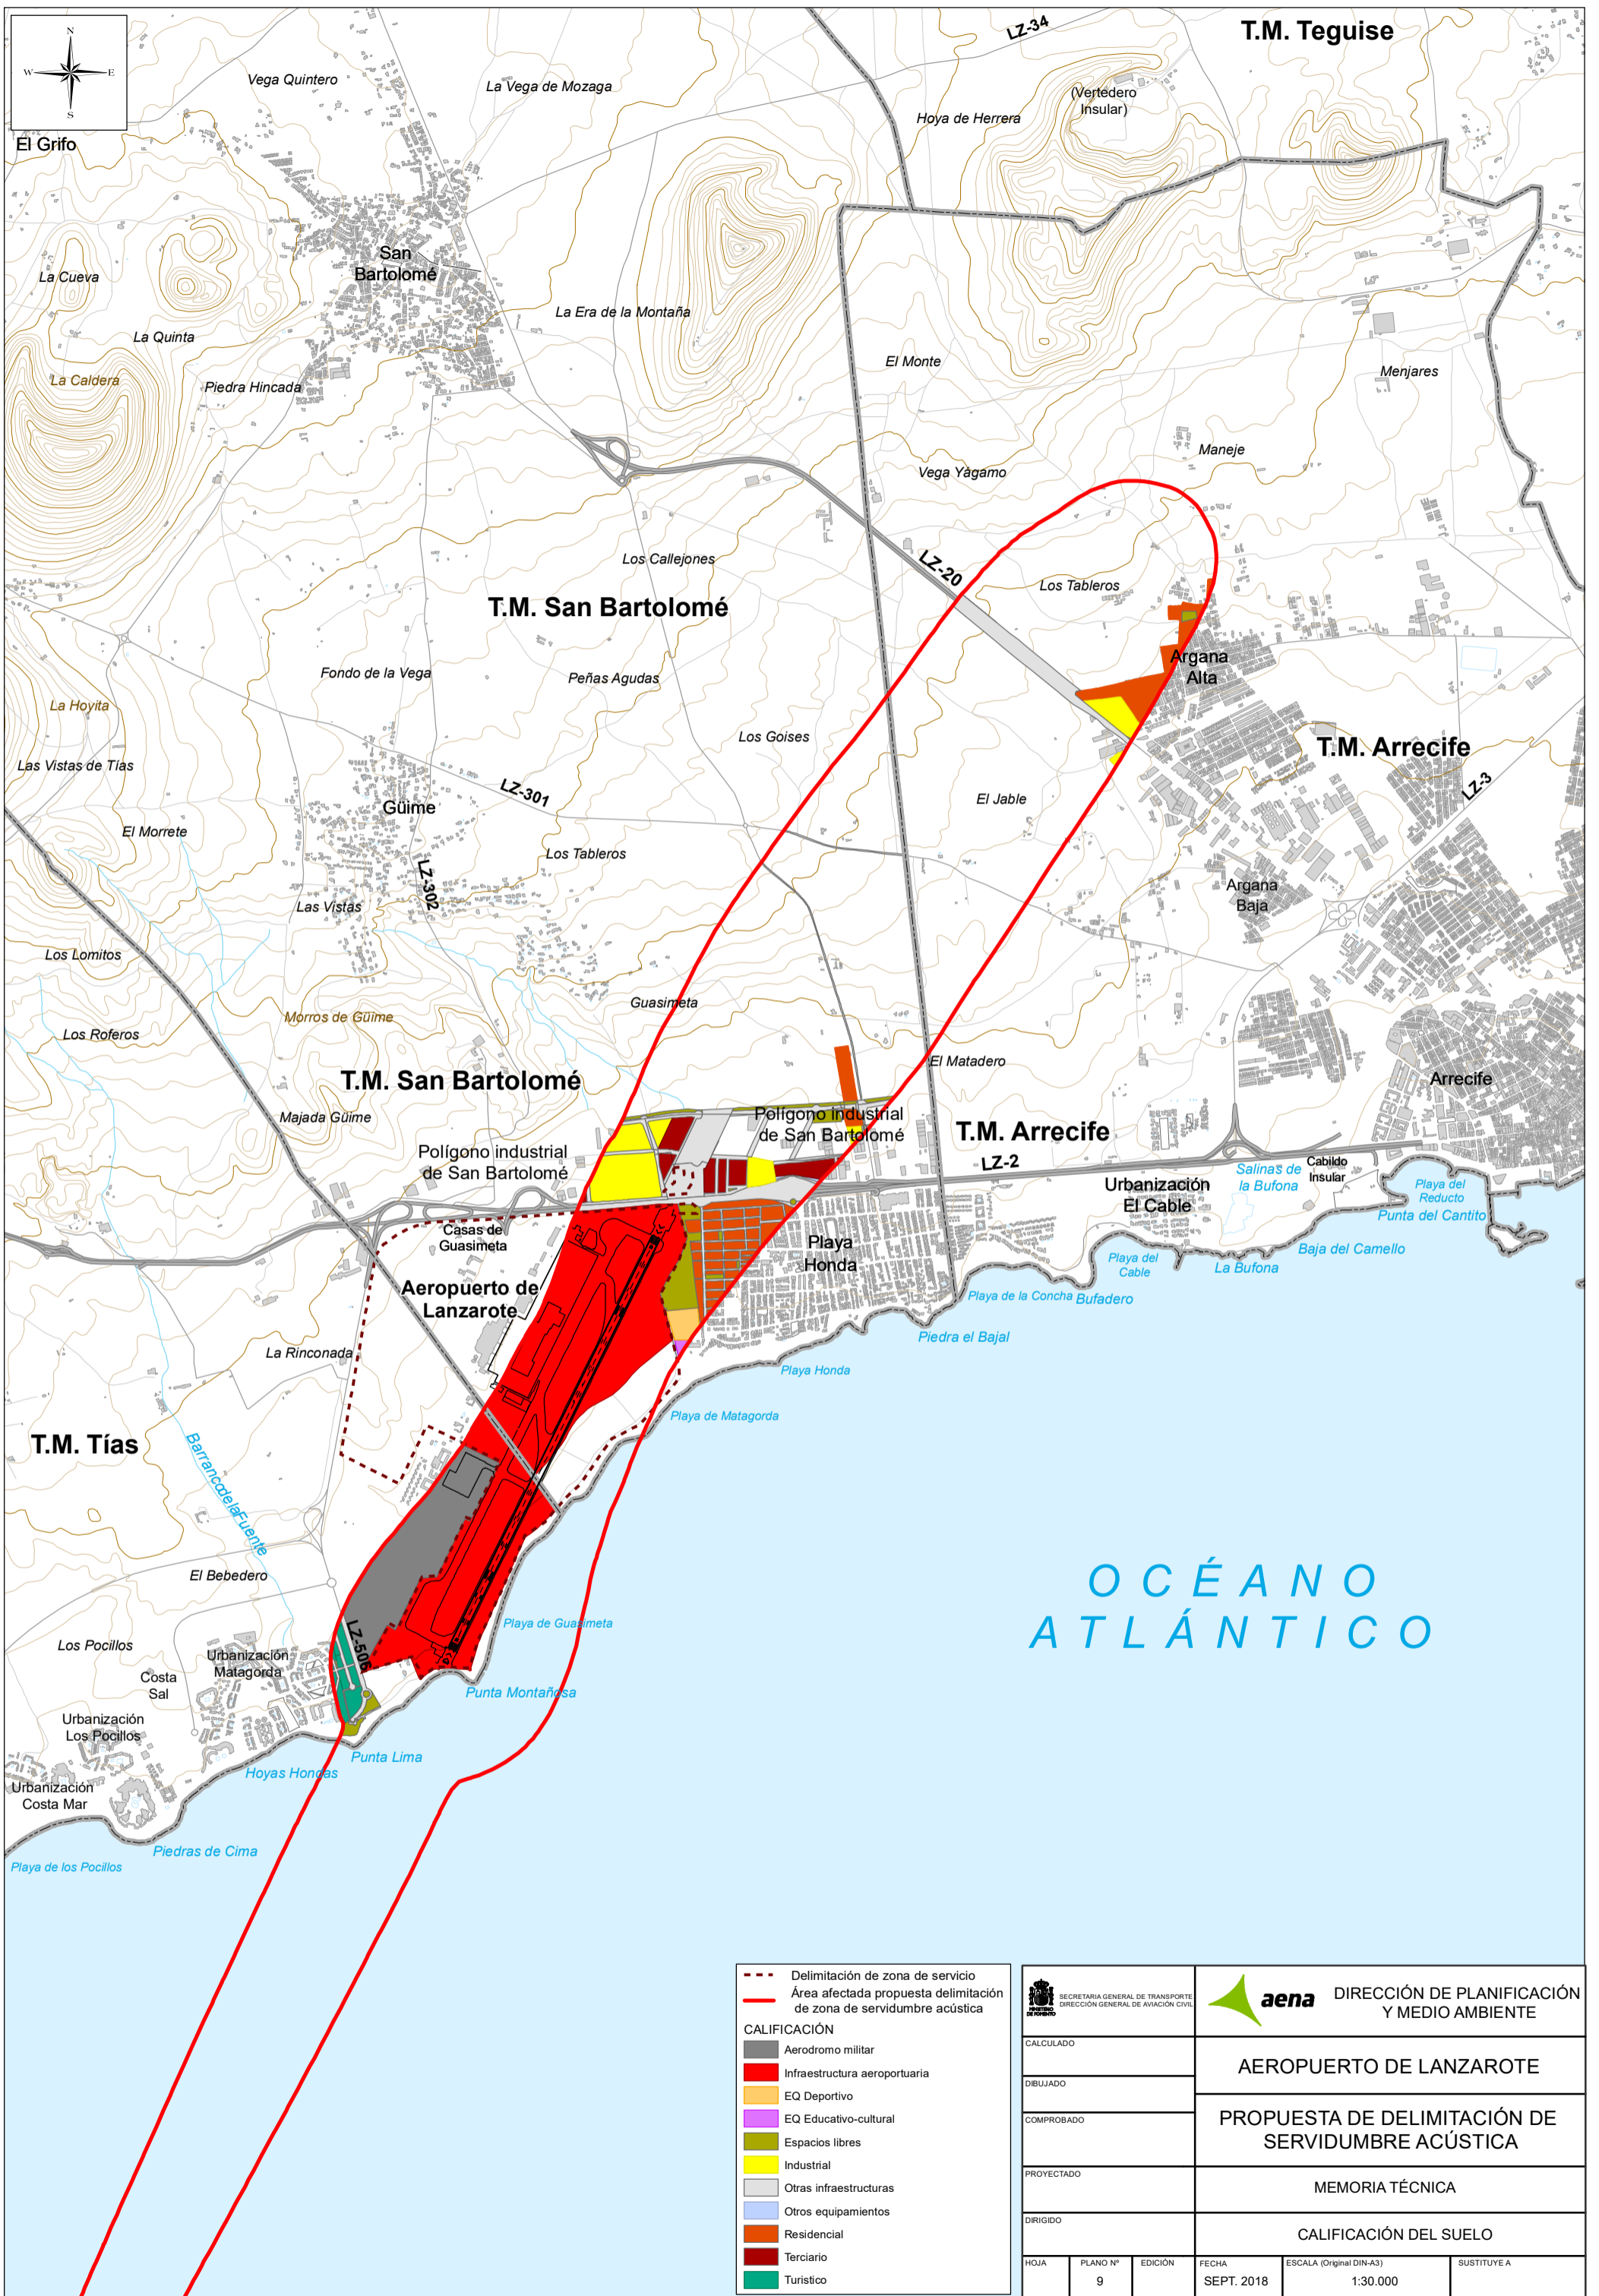 N
W
E
S
T.M. Teguise
LZ-34
Vega Quintero
La Vega de Mozaga
(Vertedero
Insular)
Hoya de Herrera
El Grifo
San
Bartolomé
La Cueva
La Era de la Montaña
La Quinta
El Monte
Menjares
La Caldera
Piedra Hincada
Maneje
Vega Yágamo
Los Callejones
LZ-20
Los Tableros
T.M. San Bartolomé
Argana
Alta
Fondo de la Vega
Peñas Agudas
La Hoyita
Los Goises
T.M. Arrecife
Las Vistas de Tías
LZ-301
LZ-3
El Jable
Güime
El Morrete
Los Tableros
LZ-302
Argana
Baja
Las Vistas
Los Lomitos
Guasimeta
Morros de Güime
Los Roferos
El Matadero
T.M. San Bartolomé
Arrecife
Majada Güime
Polígono industrial
de San Bartolomé
T.M. Arrecife
Polígono industrial
de San Bartolomé
LZ-2
Cabildo
Insular
Salinas de
la Bufona
Urbanización
El Cable
Playa del
Reducto
Punta del Cantito
Casas de
Guasimeta
Playa
Honda
Baja del Camello
Playa del
Cable
La Bufona
Aeropuerto de
Lanzarote
Playa de la Concha
Bufadero
Piedra el Bajal
La Rinconada
Playa Honda
Playa de Matagorda
T.M. Tías
Barranco de la Fuente
El Bebedero
OCÉANO
ATLÁNTICO
Playa de Guasimeta
LZ-506
Los Pocillos
Urbanización
Matagorda
Costa
Sal
Punta Montañosa
Urbanización
Los Pocillos
Punta Lima
Hoyas Hondas
Urbanización
Costa Mar
Piedras de Cima
Playa de los Pocillos
Delimitación de zona de servicio
Área afectada propuesta delimitación
de zona de servidumbre acústica
CALIFICACIÓN
Aerodromo militar
Infraestructura aeroportuaria
EQ Deportivo
EQ Educativo-cultural
Espacios libres
Industrial
Otras infraestructuras
Otros equipamientos
Residencial
Terciario
Turistico
MINISTERIO
DE FOMENTO
SECRETARIA GENERAL DE TRANSPORTE
DIRECCIÓN GENERAL DE AVIACIÓN CIVIL
aena
DIRECCIÓN DE PLANIFICACIÓN
Y MEDIO AMBIENTE
CALCULADO
AEROPUERTO DE LANZAROTE
DIBUJADO
COMPROBADO
PROPUESTA DE DELIMITACIÓN DE
SERVIDUMBRE ACÚSTICA
PROYECTADO
MEMORIA TÉCNICA
DIRIGIDO
CALIFICACIÓN DEL SUELO
HOJA
PLANO Nº
9
EDICIÓN
FECHA
SEPT. 2018
ESCALA (Original DIN-A3)
1:30.000
SUSTITUYE A